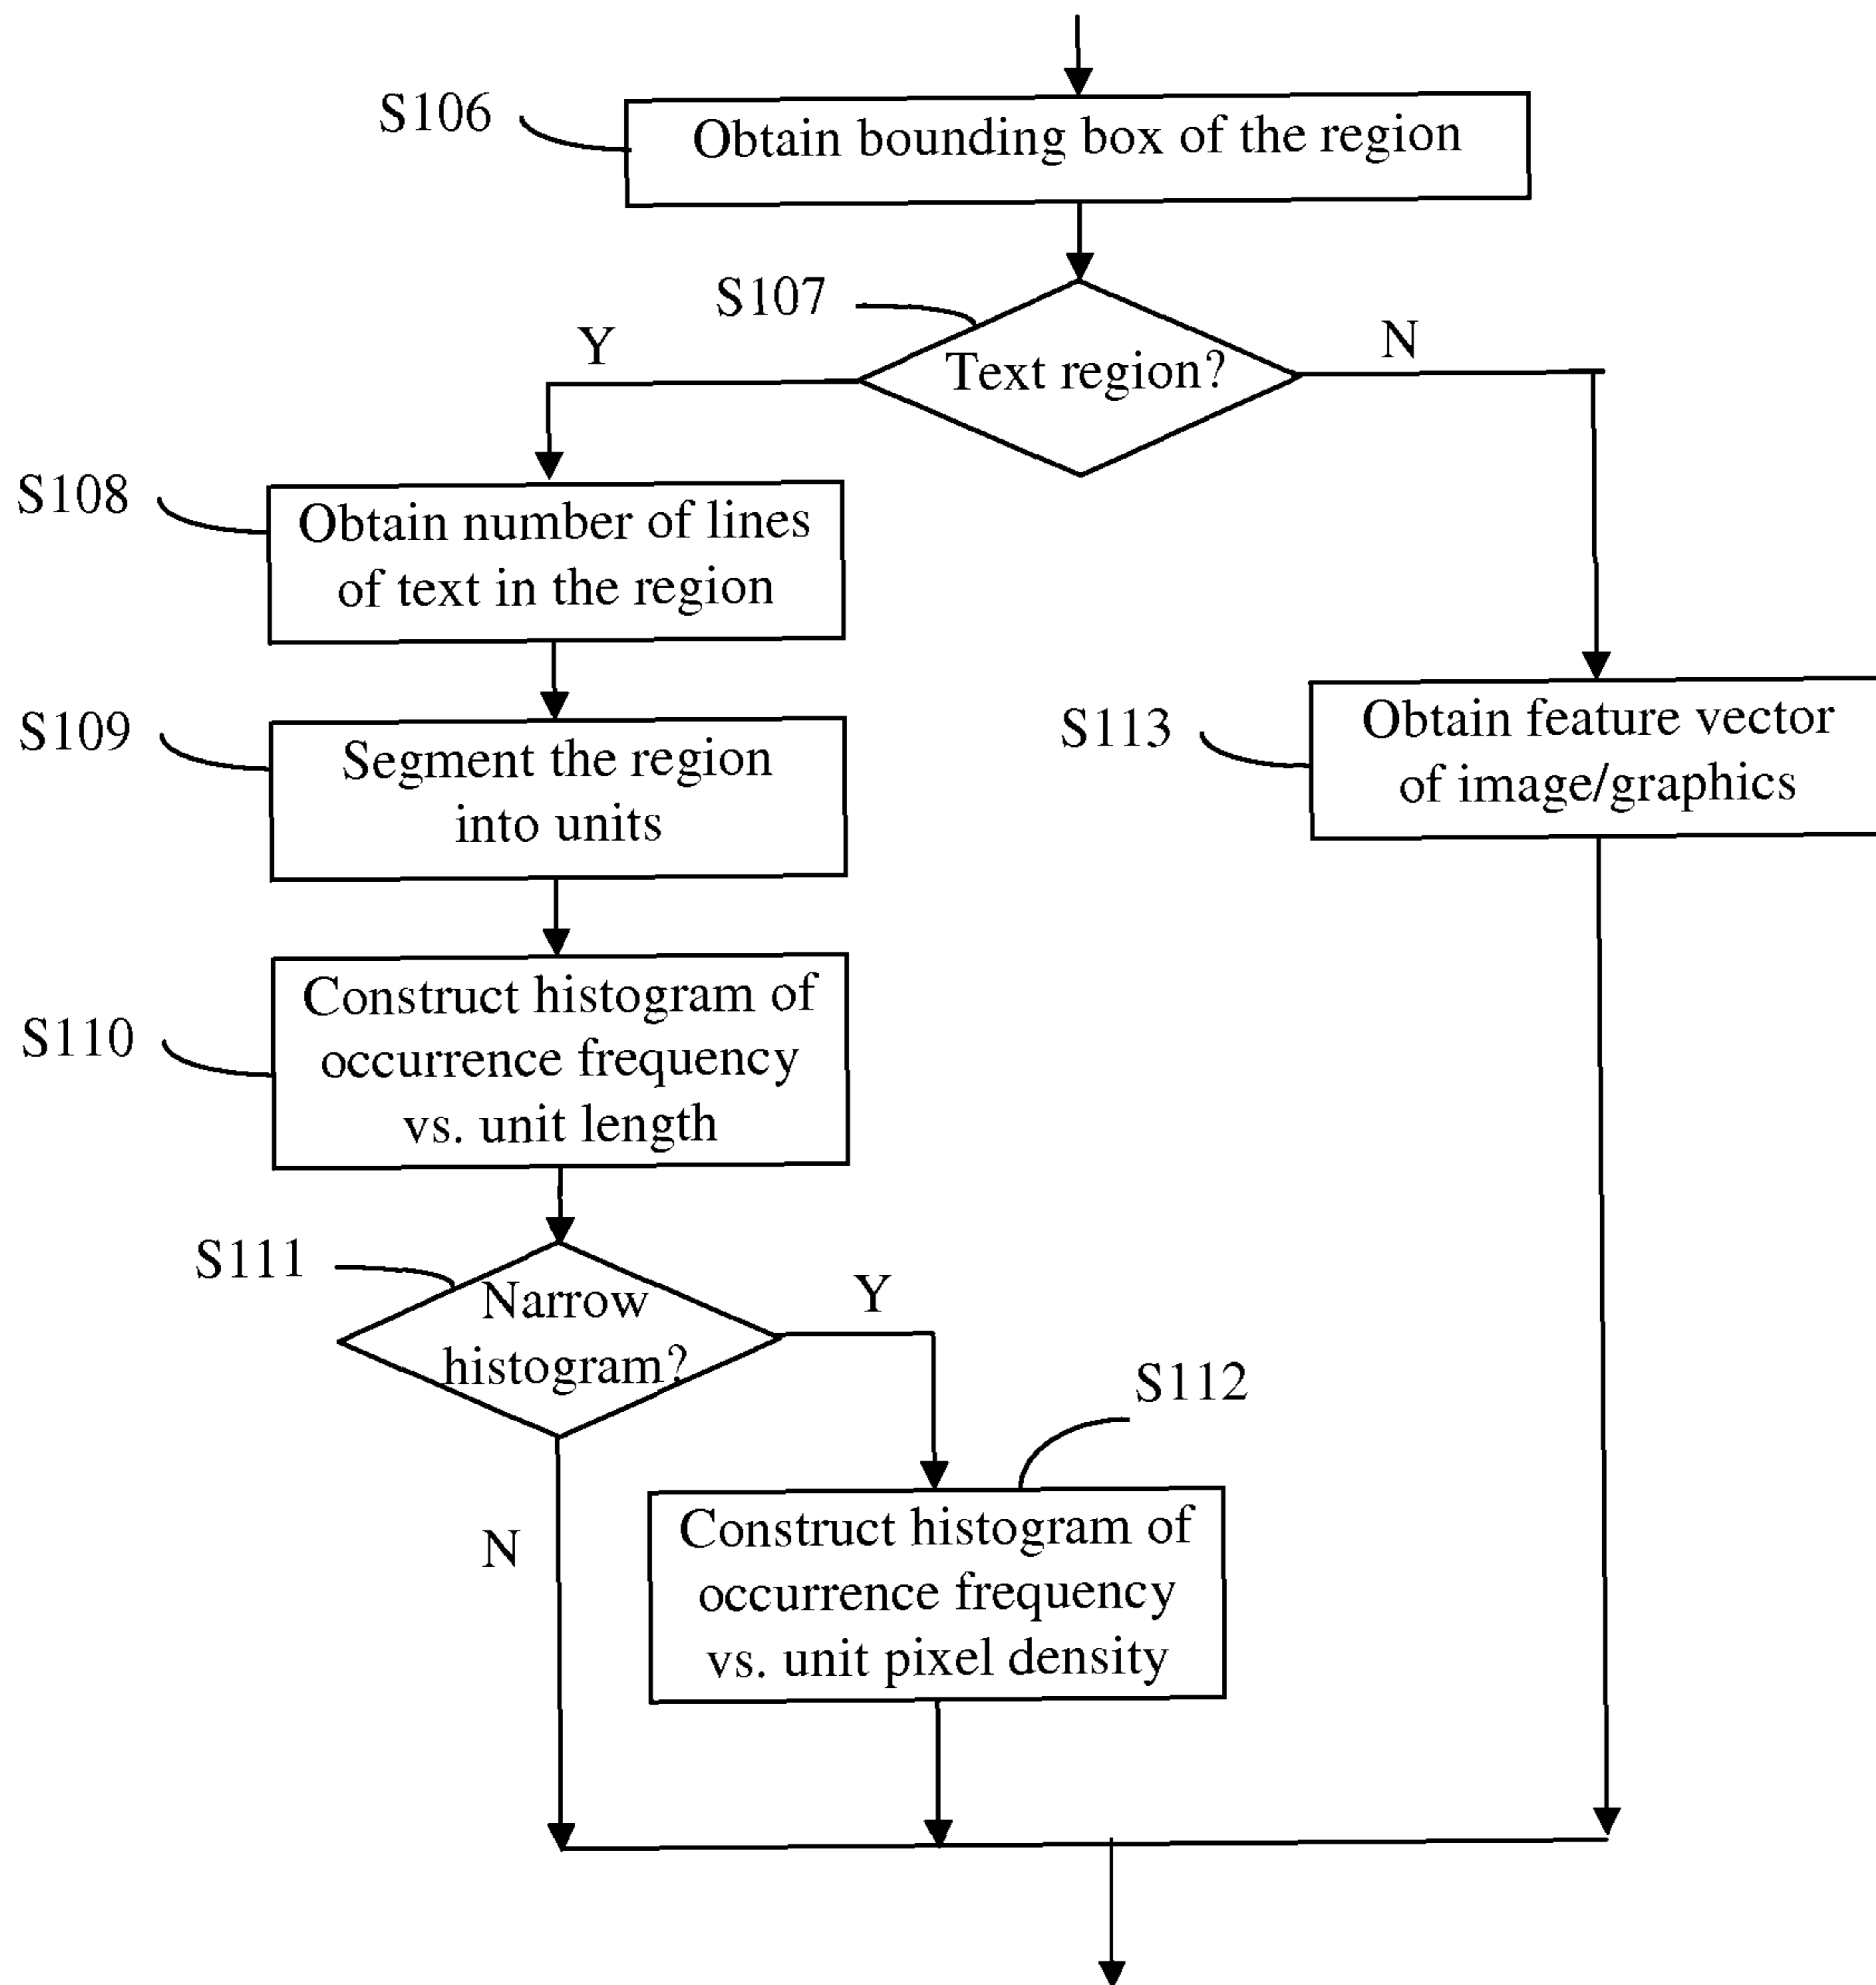 S106
Obtain bounding box of the region
S107
Y
Text region?
N
S108
Obtain number of lines
of text in the region
S109
Segment the region
into units
S113
Obtain feature vector
of image/graphics
S110
Construct histogram of
occurrence frequency
vs. unit length
S111
Narrow
histogram?
Y
S112
N
Construct histogram of
occurrence frequency
vs. unit pixel density